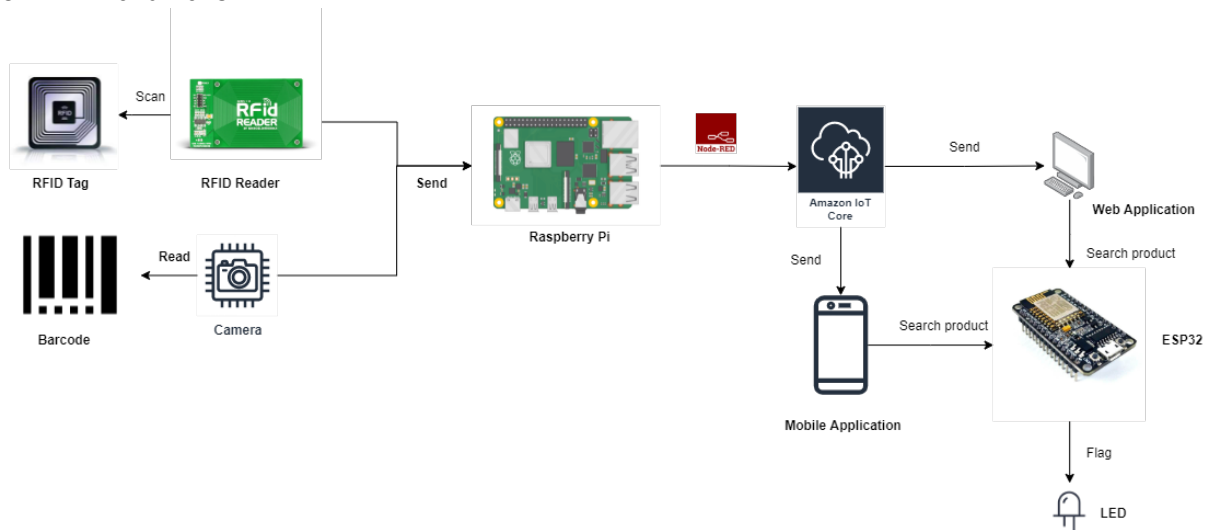 Scan
RFID
RFid
READER
RFID Tag
RFID Reader
Send
Node-RED
Raspberry Pi
Amazon IoT
Core
Send
Web Application
Read
Barcode
Camera
Send
Search product
Search product
Mobile Application
ESP32
Flag
LED